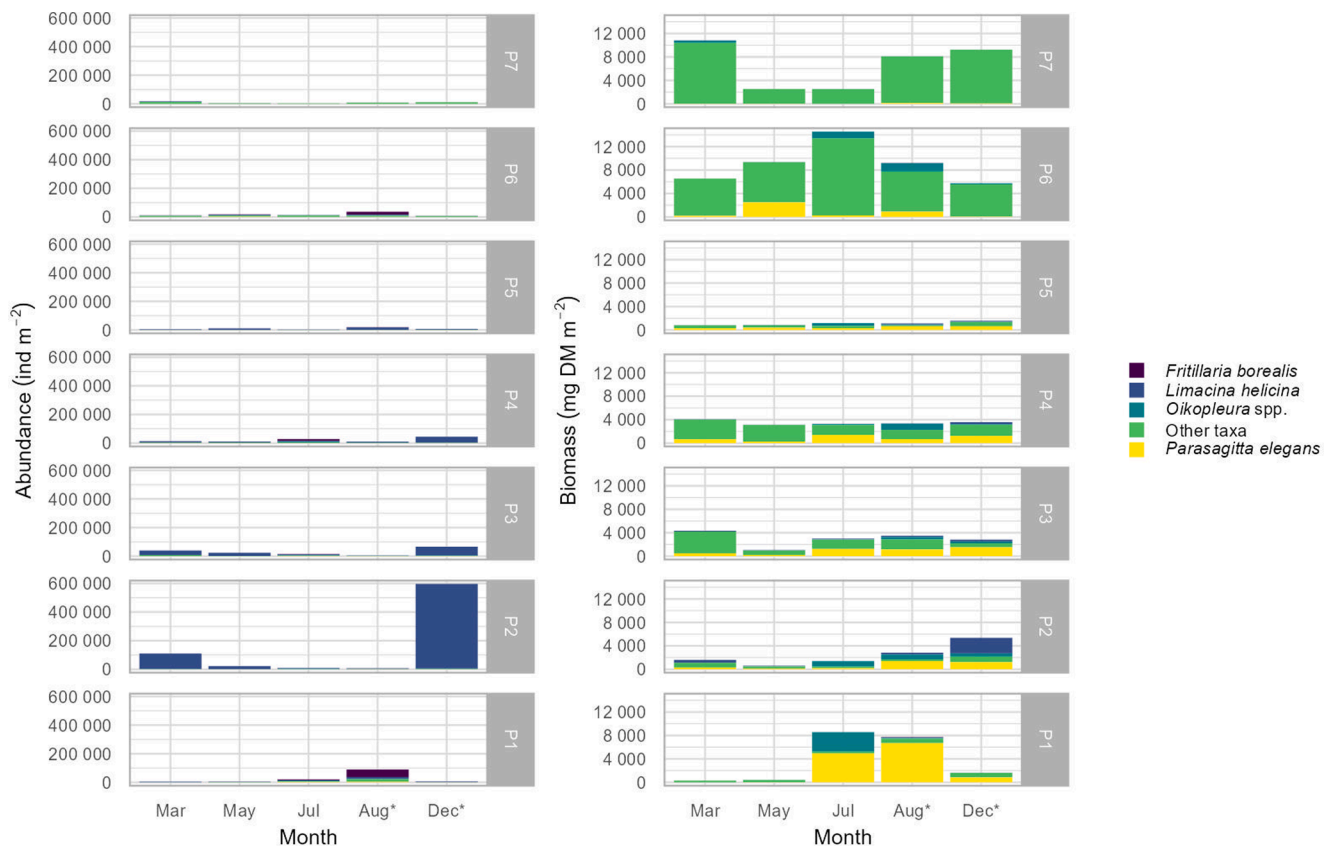 600 000
400 000
200 000
0
P7
600 000
400 000
200 000
0
P6
600 000
400 000
200 000
0
P5
600 000
400 000
200 000
0
P4
600 000
400 000
200 000
0
P3
600 000
400 000
200 000
0
P2
600 000
400 000
200 000
0
P1
Abundance (ind m⁻²)
Mar May Jul Aug* Dec*
Month
12 000
8 000
4 000
0
P7
12 000
8 000
4 000
0
P6
12 000
8 000
4 000
0
P5
12 000
8 000
4 000
0
P4
12 000
8 000
4 000
0
P3
12 000
8 000
4 000
0
P2
12 000
8 000
4 000
0
P1
Biomass (mg DM m⁻²)
Mar May Jul Aug* Dec*
Month
Fritillaria borealis
Limacina helicina
Oikopleura spp.
Other taxa
Parasagitta elegans